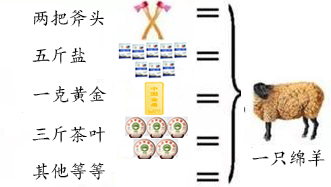 两把斧头
五斤盐
一克黄金
三斤茶叶
其他等等
一只绵羊